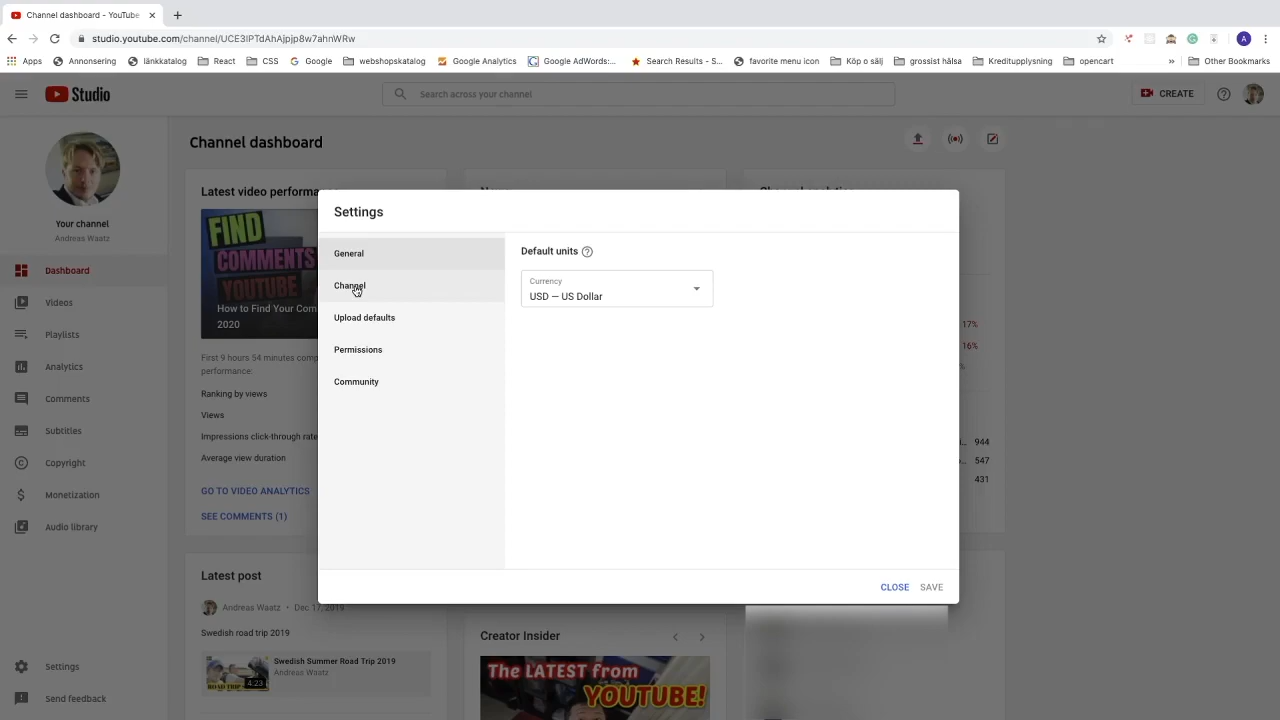 Channel dashboard - YouTube
studio.youtube.com/channel/UCE3lPTdAhAjpjp8w7ahnWRw
A
Apps
Annonsering
länkkatalog
React
CSS
Google
webshopskatalog
Google Analytics
Google AdWords:...
Search Results - S...
favorite menu icon
Köp o sälj
grossist hälsa
Kreditupplysning
opencart
»
Other Bookmarks
Studio
Search across your channel
CREATE
Your channel
Andreas Waatz
Dashboard
Videos
Playlists
Analytics
Comments
Subtitles
Copyright
Monetization
Audio library
Settings
Send feedback
Channel dashboard
Latest video performa
FIND
COMMENTS
YOUTUBE
How to Find Your Com
2020
First 9 hours 54 minutes comp
performance:
Ranking by views
Views
Impressions click-through rate
Average view duration
GO TO VIDEO ANALYTICS
SEE COMMENTS (1)
Latest post
Andreas Waatz • Dec 17, 2019
Swedish road trip 2019
ROAD TRIP
4:23
Swedish Summer Road Trip 2019
Andreas Waatz
Settings
General
Channel
Upload defaults
Permissions
Community
Default units
Currency
USD — US Dollar
CLOSE
SAVE
17%
16%
944
547
431
Creator Insider
The LATEST from
YOUTUBE!